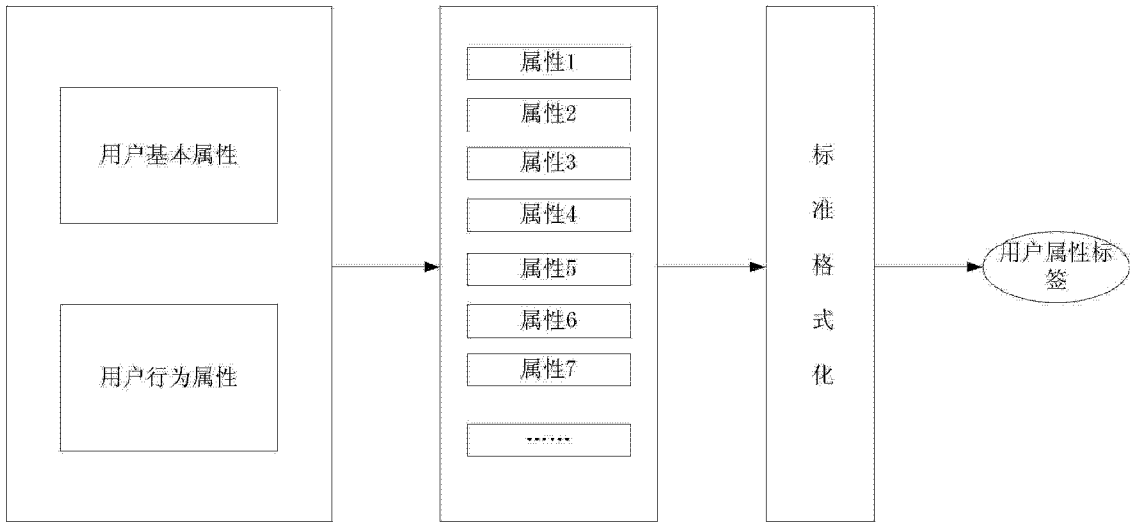 用户基本属性
用户行为属性
属性1
属性2
属性3
属性4
属性5
属性6
属性7
……
标
准
格
式
化
用户属性标
签